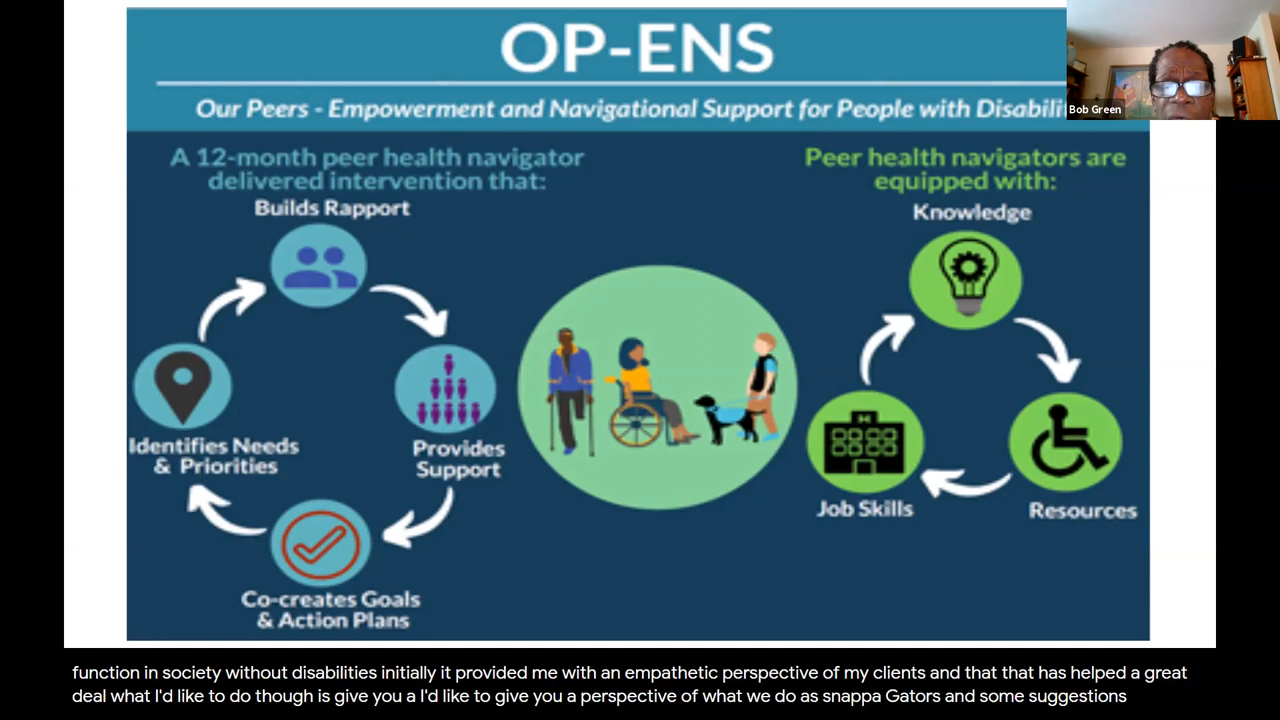 OP-ENS
Our Peers - Empowerment and Navigational Support for People with Disabili
Bob Green
A 12-month peer health navigator
delivered intervention that:
Builds Rapport
Provides
Support
Co-creates Goals
& Action Plans
Identifies Needs
& Priorities
Peer health navigators are
equipped with:
Knowledge
H
Resources
Job Skills
function in society without disabilities initially it provided me with an empathetic perspective of my clients and that that has helped a great
deal what I'd like to do though is give you a I'd like to give you a perspective of what we do as snappa Gators and some suggestions